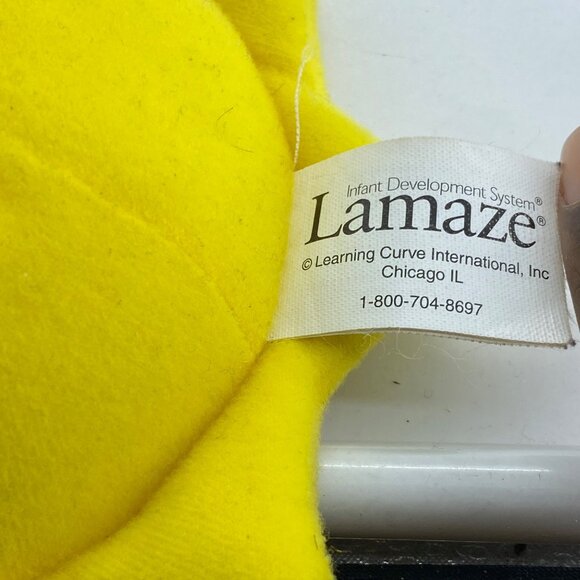 Infant Development System®
Lamaze®
© Learning Curve International, Inc
Chicago IL
1-800-704-8697